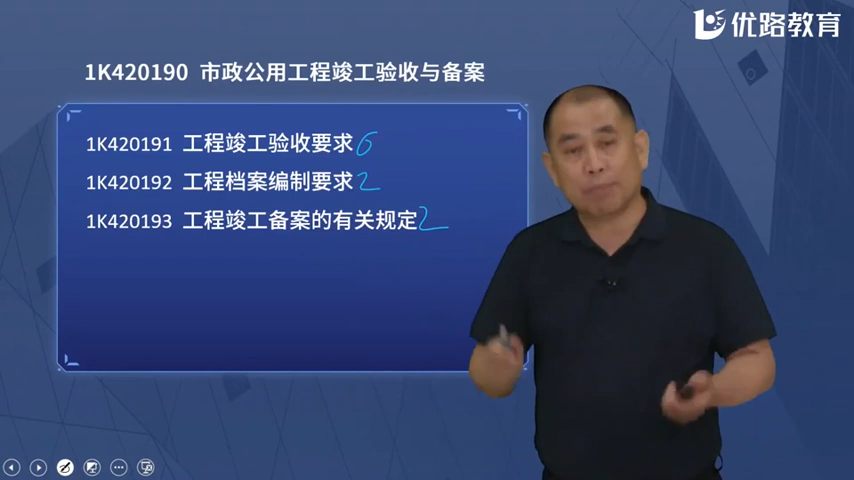 优路教育
1K420190 市政公用工程竣工验收与备案
1K420191 工程竣工验收要求 6
1K420192 工程档案编制要求 2
1K420193 工程竣工备案的有关规定 2